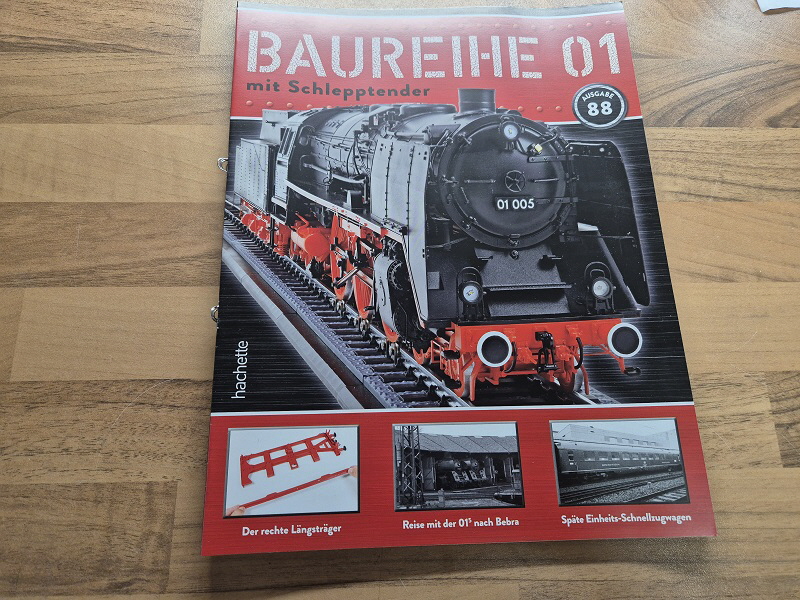 BAUREIHE 01
mit Schlepptender
AUSGABE
88
01 005
hachette
Der rechte Längsträger
Reise mit der 01⁵ nach Bebra
Späte Einheits-Schnellzugwagen